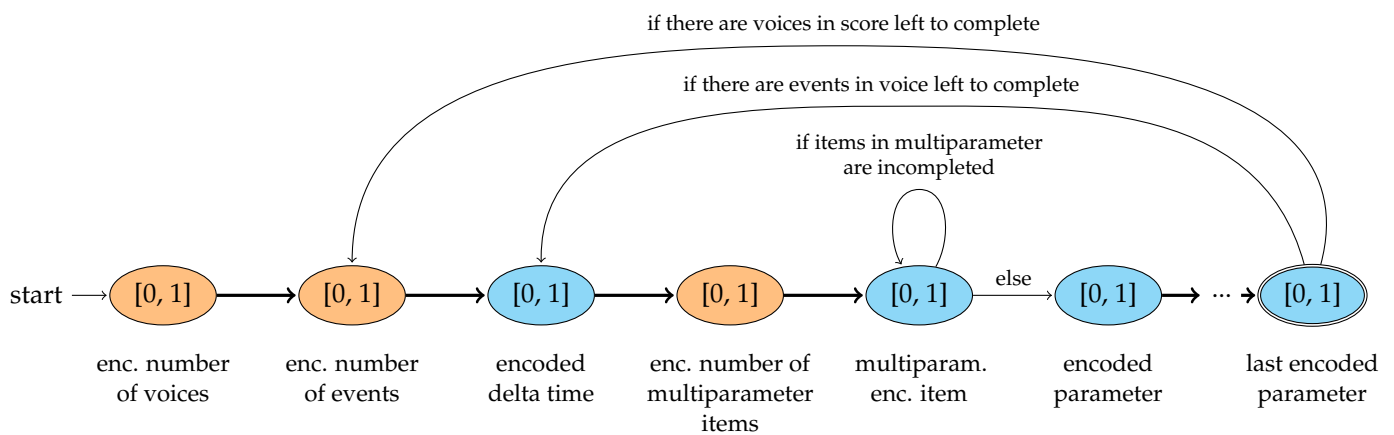 if there are voices in score left to complete
if there are events in voice left to complete
if items in multiparameter
are incompleted
start
[0, 1]
[0, 1]
[0, 1]
[0, 1]
[0, 1]
else
[0, 1]
...
[0, 1]
enc. number
of voices
enc. number
of events
encoded
delta time
enc. number of
multiparameter
items
multiparam.
enc. item
encoded
parameter
last encoded
parameter